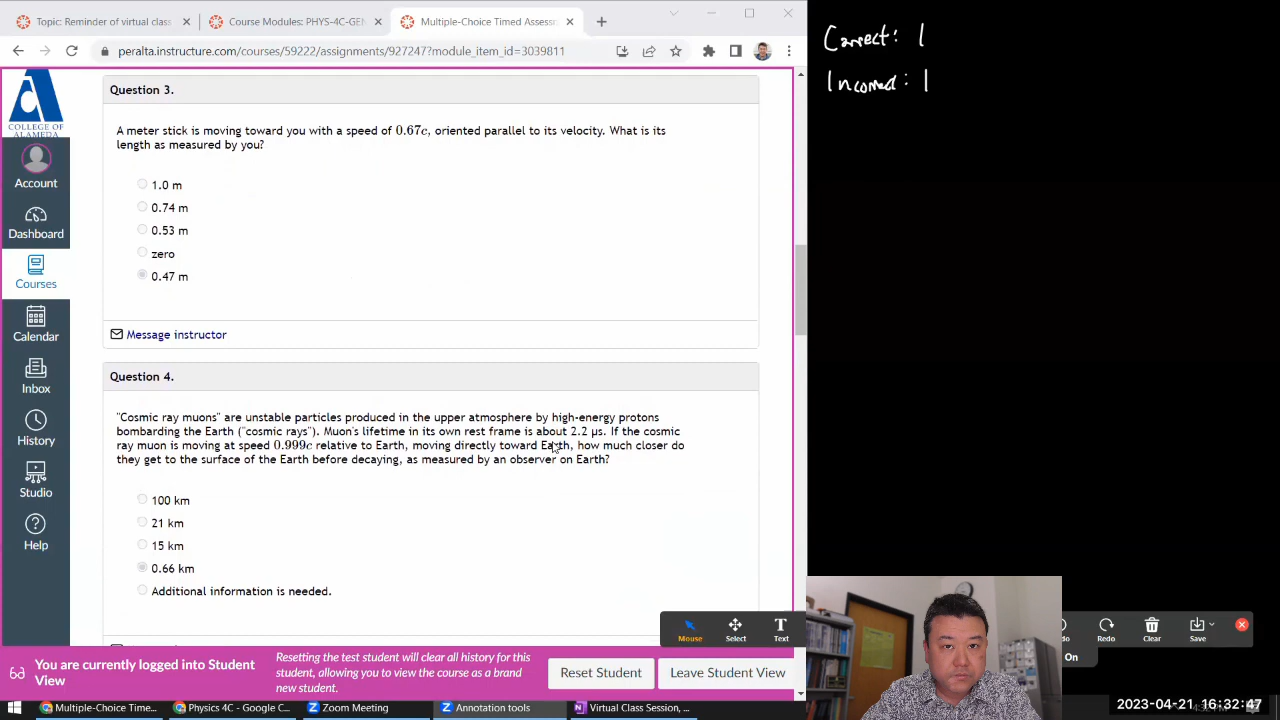 Topic: Reminder of virtual class
Course Modules: PHYS-4C-GEN
Multiple-Choice Timed Assess
peralta.instructure.com/courses/59222/assignments/927247?module_item_id=3039811
Correct: 1
Incorrect: 1
COLLEGE OF
ALAMEDA
Account
Dashboard
Courses
Calendar
Inbox
History
Studio
Help
Question 3.
A meter stick is moving toward you with a speed of 0.67c, oriented parallel to its velocity. What is its
length as measured by you?
1.0 m
0.74 m
0.53 m
zero
0.47 m
Message instructor
Question 4.
"Cosmic ray muons" are unstable particles produced in the upper atmosphere by high-energy protons
bombarding the Earth ("cosmic rays"). Muon's lifetime in its own rest frame is about 2.2 μs. If the cosmic
ray muon is moving at speed 0.999c relative to Earth, moving directly toward Earth, how much closer do
they get to the surface of the Earth before decaying, as measured by an observer on Earth?
100 km
21 km
15 km
0.66 km
Additional information is needed.
Mouse
Select
Text
Redo
Clear
Save
On
You are currently logged into Student
View
Resetting the test student will clear all history for this
student, allowing you to view the course as a brand
new student.
Reset Student
Leave Student View
Multiple-Choice Time...
Physics 4C - Google C...
Zoom Meeting
Annotation tools
Virtual Class Session, ...
2023-04-21 16:32:47